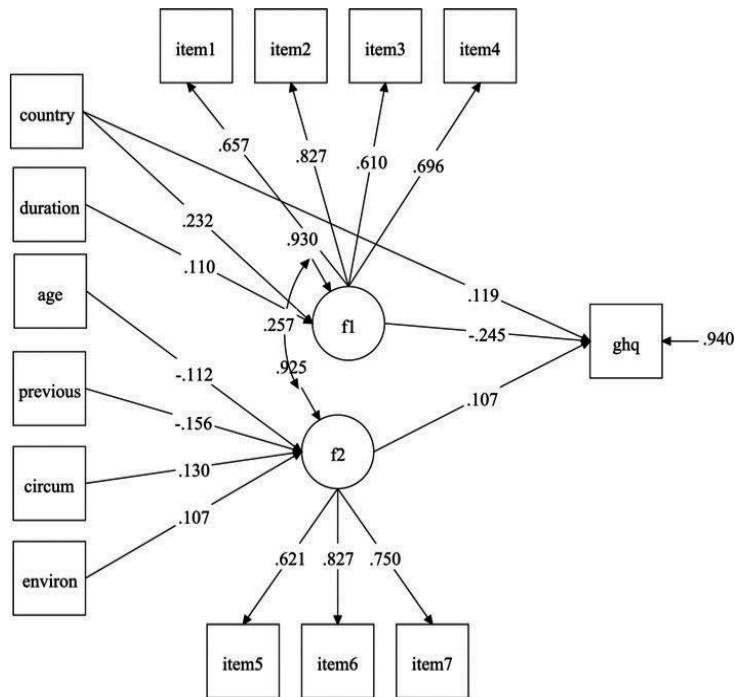 item1
item2
item3
item4
country
.657
.827
.610
.696
duration
.232
.930
age
.110
.119
.257
f1
-.245
ghq
.940
previous
-.112
.925
.107
-.156
f2
circum
.130
environ
.107
.621
.827
.750
item5
item6
item7